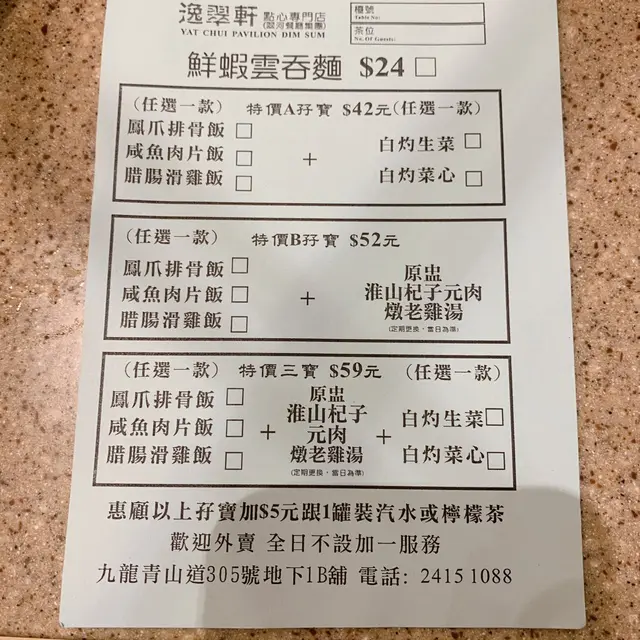 逸翠軒 點心專門店
(銀河餐廳集團)
YAT CHUI PAVILION DIM SUM
檯號
Table No:
茶位
No. Of Guests:
鮮蝦雲吞麵 $24
(任選一款) 特價A孖寶 $42元(任選一款)
鳳爪排骨飯
咸魚肉片飯
腊腸滑雞飯
+
白灼生菜
白灼菜心
(任選一款) 特價B孖寶 $52元
鳳爪排骨飯
咸魚肉片飯
腊腸滑雞飯
+
原盅
淮山杞子元肉
燉老雞湯
(定期更換，當日為準)
(任選一款) 特價三寶 $59元 (任選一款)
鳳爪排骨飯
咸魚肉片飯
腊腸滑雞飯
+
原盅
淮山杞子
元肉
燉老雞湯
(定期更換，當日為準)
+
白灼生菜
白灼菜心
惠顧以上孖寶加$5元跟1罐裝汽水或檸檬茶
歡迎外賣 全日不設加一服務
九龍青山道305號地下1B舖 電話: 2415 1088